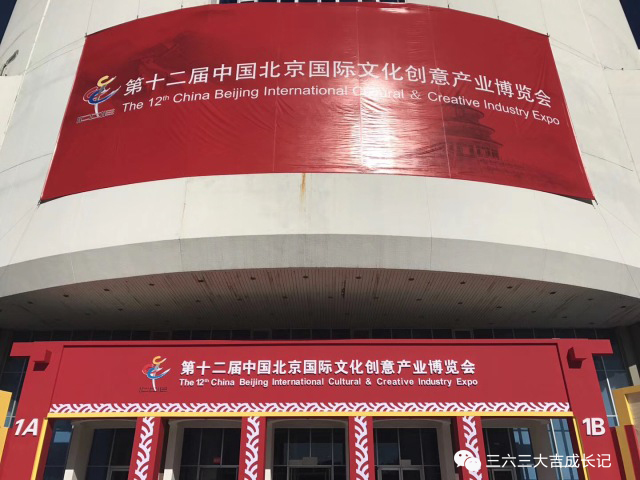 第十二届中国北京国际文化创意产业博览会
The 12th China Beijing International Cultural & Creative Industry Expo
第十二届中国北京国际文化创意产业博览会
The 12th China Beijing International Cultural & Creative Industry Expo
1A
1B
三六三大吉成长记